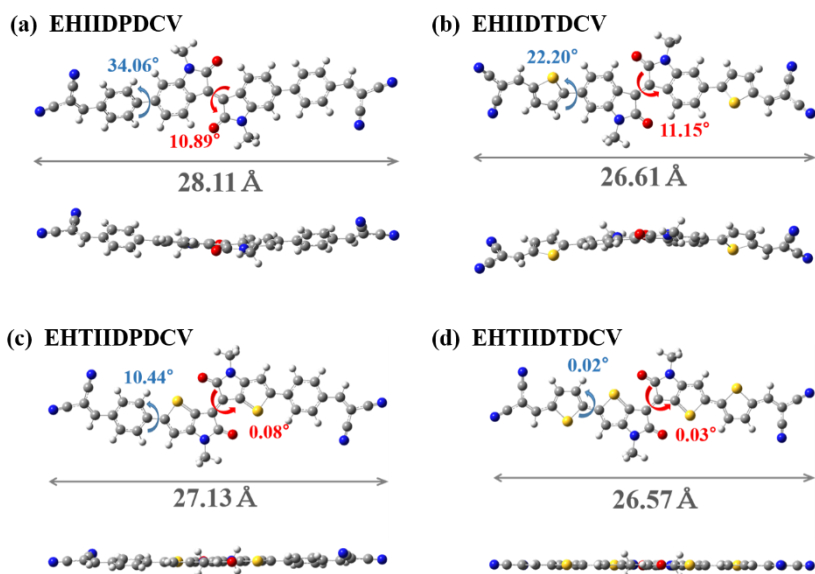 (a) EHIIDPDCV
34.06°
10.89°
28.11 Å
(b) EHIIDTDCV
22.20°
11.15°
26.61 Å
(c) EHTIIDPDCV
10.44°
0.08°
27.13 Å
(d) EHTIIDTDCV
0.02°
0.03°
26.57 Å